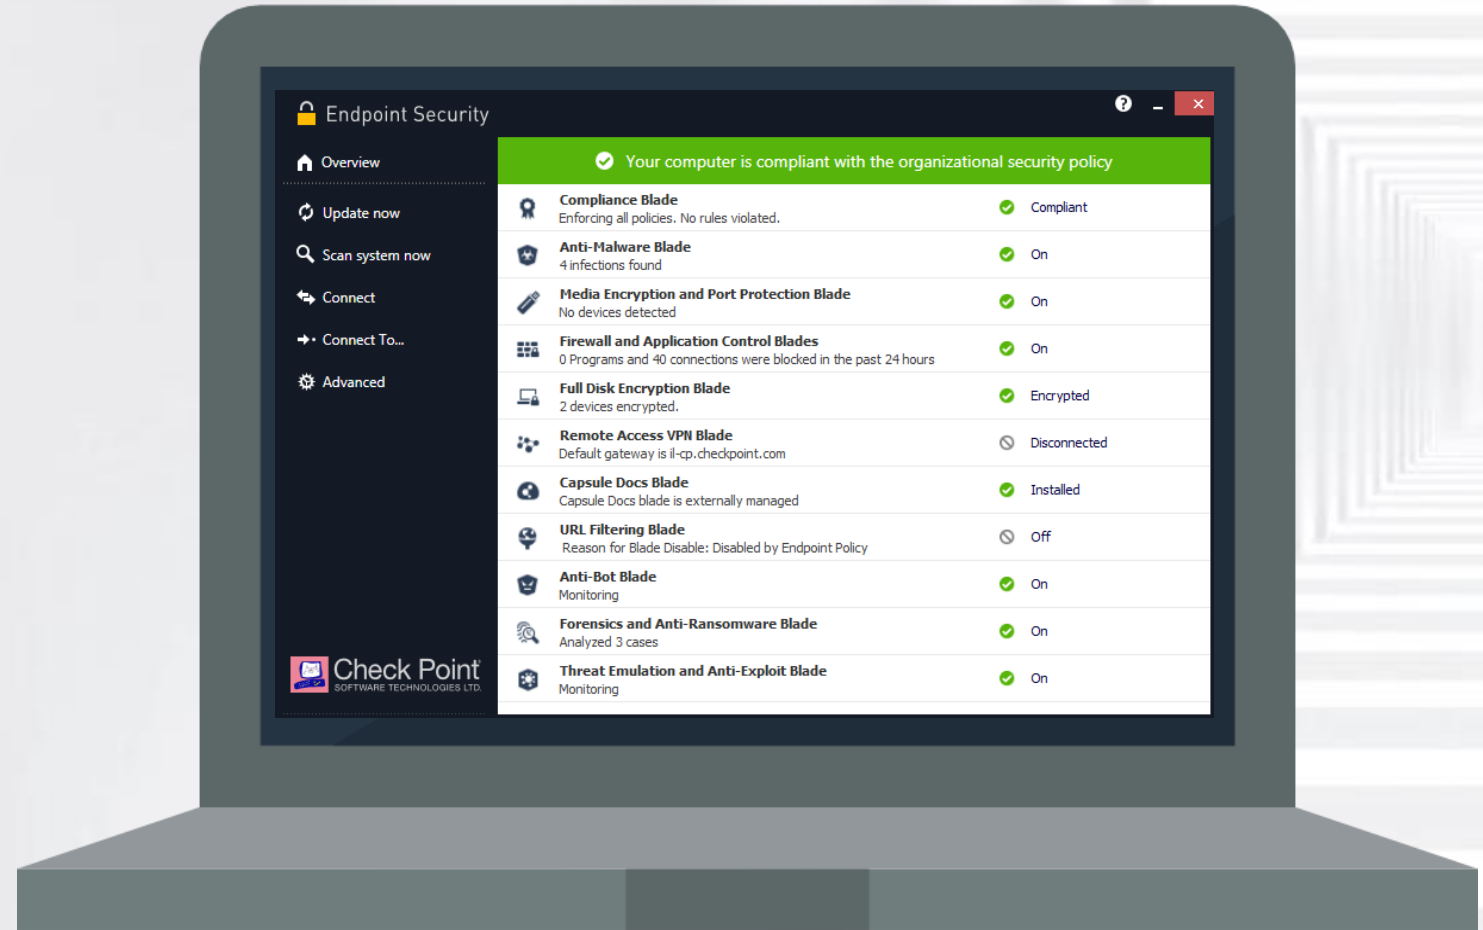 Endpoint Security
?
Overview
Update now
Scan system now
Connect
Connect To...
Advanced
Check Point
SOFTWARE TECHNOLOGIES LTD.
Your computer is compliant with the organizational security policy
Compliance Blade
Enforcing all policies. No rules violated.
Compliant
Anti-Malware Blade
4 infections found
On
Media Encryption and Port Protection Blade
No devices detected
On
Firewall and Application Control Blades
0 Programs and 40 connections were blocked in the past 24 hours
On
Full Disk Encryption Blade
2 devices encrypted.
Encrypted
Remote Access VPN Blade
Default gateway is il-cp.checkpoint.com
Disconnected
Capsule Docs Blade
Capsule Docs blade is externally managed
Installed
URL Filtering Blade
Reason for Blade Disable: Disabled by Endpoint Policy
Off
Anti-Bot Blade
Monitoring
On
Forensics and Anti-Ransomware Blade
Analyzed 3 cases
On
Threat Emulation and Anti-Exploit Blade
Monitoring
On